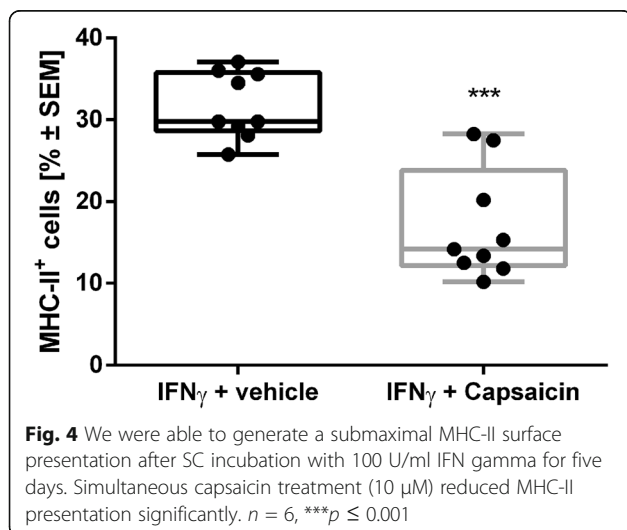 40
30
20
10
0
MHC-II⁺ cells [% ± SEM]
***
IFNγ + vehicle
IFNγ + Capsaicin
Fig. 4 We were able to generate a submaximal MHC-II surface
presentation after SC incubation with 100 U/ml IFN gamma for five
days. Simultaneous capsaicin treatment (10 μM) reduced MHC-II
presentation significantly. n = 6, ***p ≤ 0.001